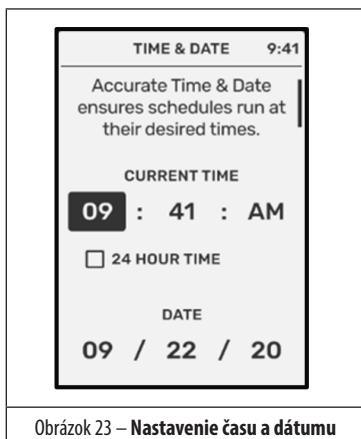 TIME & DATE 9:41
Accurate Time & Date
ensures schedules run at
their desired times.
CURRENT TIME
09 : 41 : AM
24 HOUR TIME
DATE
09 / 22 / 20
Obrázok 23 – Nastavenie času a dátumu